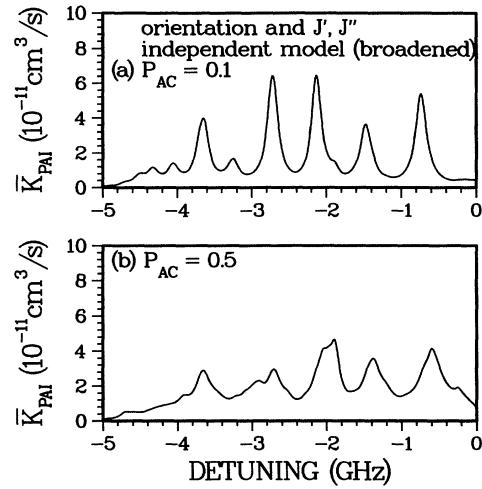 orientation and J', J"
independent model (broadened)
(a) P_AC = 0.1
K̅_PAI (10^-11 cm^3/s)
10
8
6
4
2
0
-5 -4 -3 -2 -1 0
(b) P_AC = 0.5
K̅_PAI (10^-11 cm^3/s)
10
8
6
4
2
0
-5 -4 -3 -2 -1 0
DETUNING (GHz)